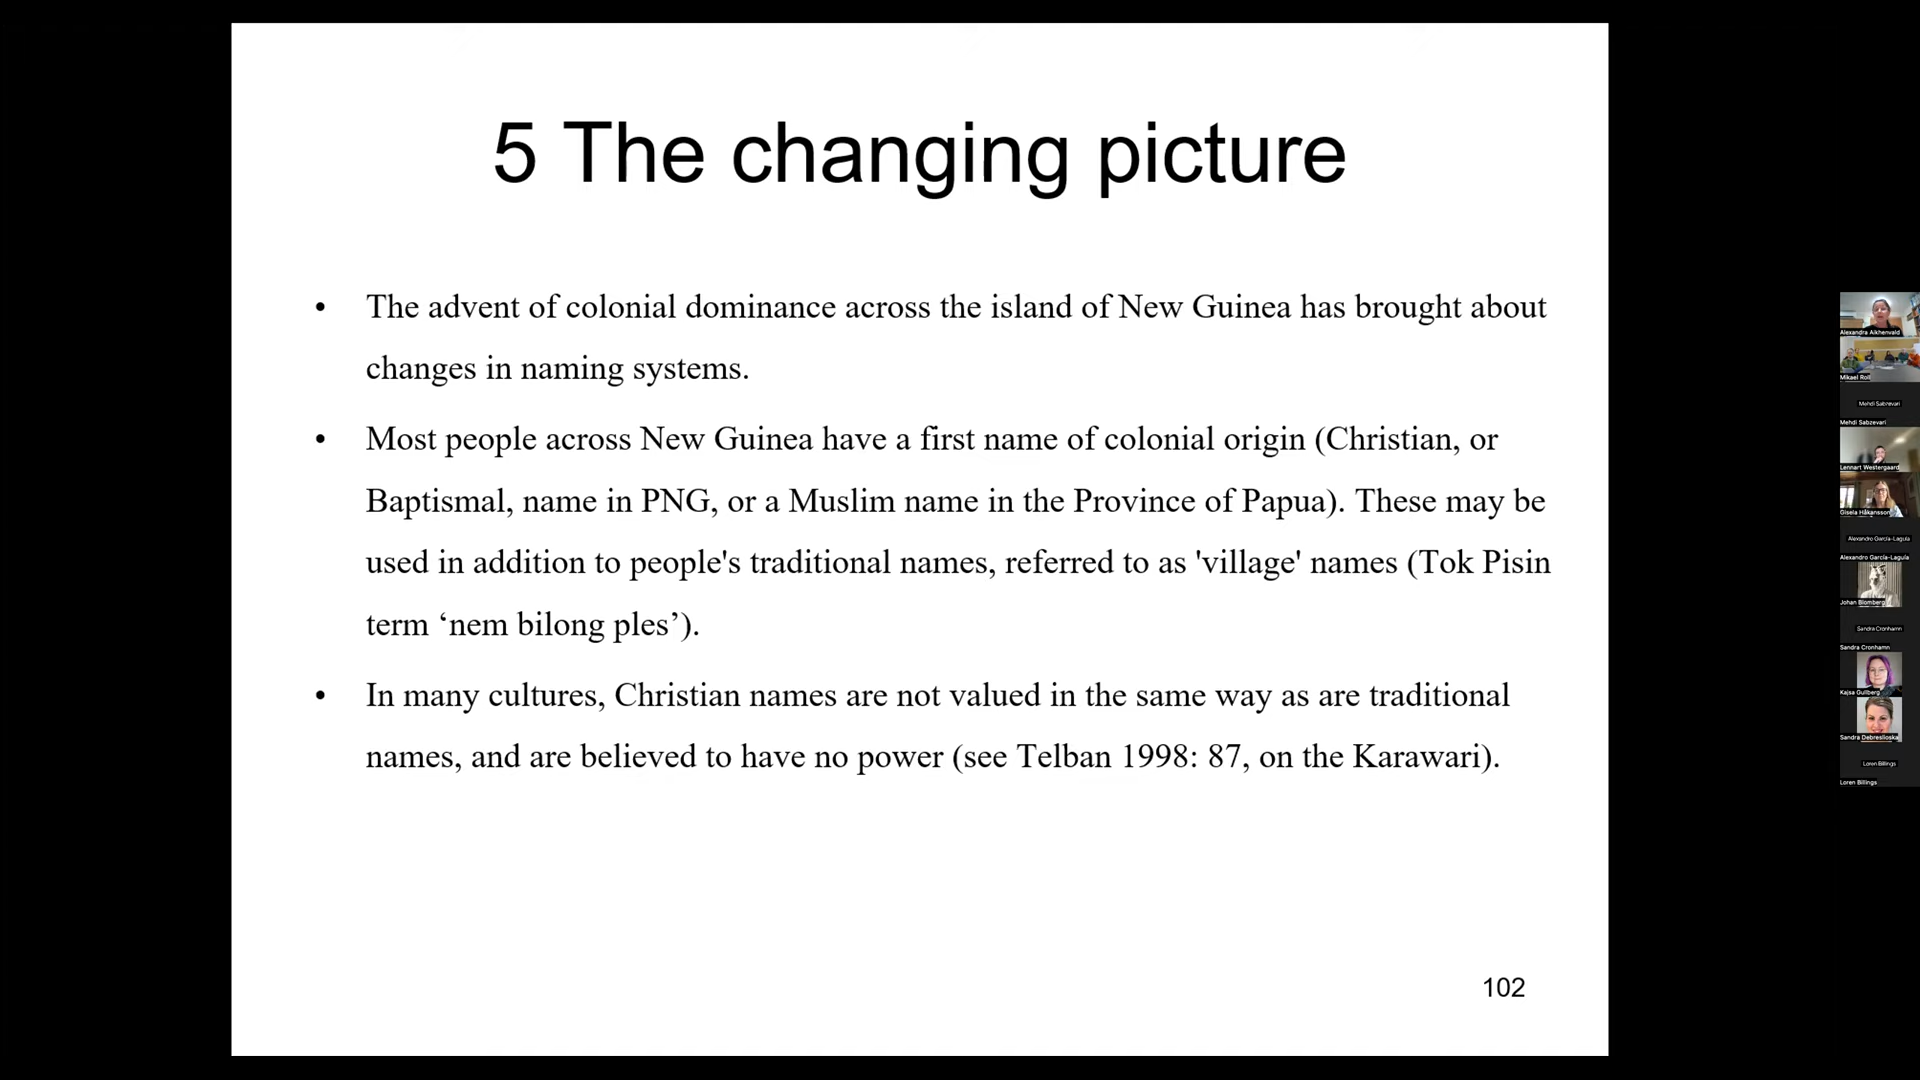 5 The changing picture
• The advent of colonial dominance across the island of New Guinea has brought about
changes in naming systems.
• Most people across New Guinea have a first name of colonial origin (Christian, or
Baptismal, name in PNG, or a Muslim name in the Province of Papua). These may be
used in addition to people's traditional names, referred to as 'village' names (Tok Pisin
term ‘nem bilong ples’).
• In many cultures, Christian names are not valued in the same way as are traditional
names, and are believed to have no power (see Telban 1998: 87, on the Karawari).
102
Alexandra Aikhenvald
Mikael Roll
Mehdi Sabzevari
Mehdi Sabzevari
Lennart Westergaard
Gisela Håkansson
Alexandro García-Laguía
Alexandro García-Laguía
Johan Blomberg
Sandra Cronhamn
Sandra Cronhamn
Kajsa Gullberg
Sandra Debreslioska
Loren Billings
Loren Billings